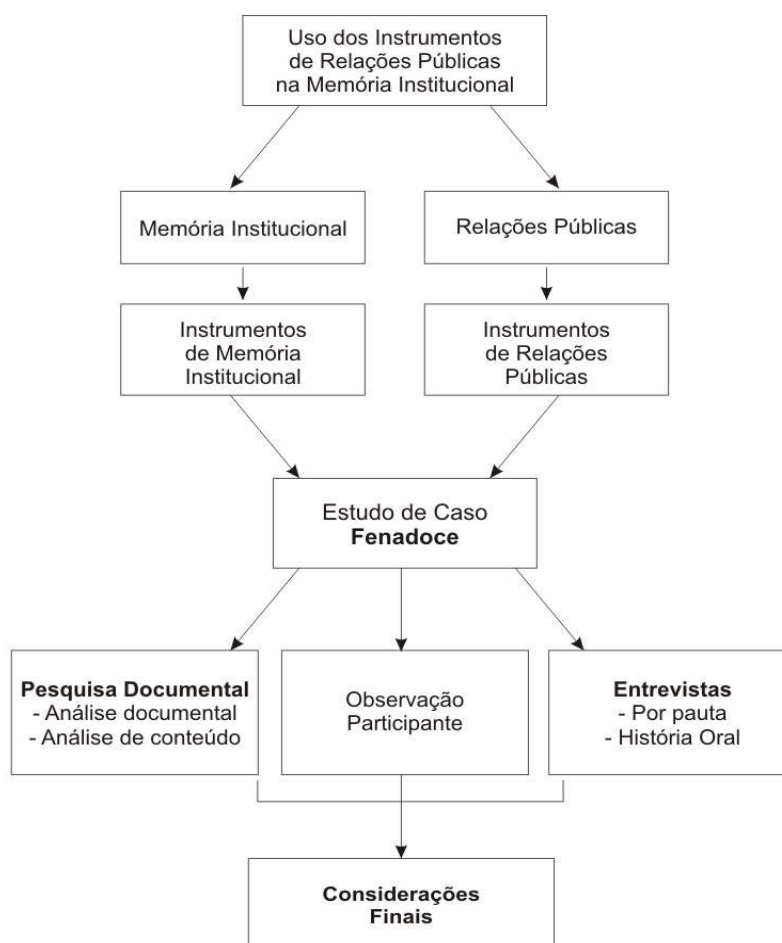 Uso dos Instrumentos
de Relações Públicas
na Memória Institucional
Memória Institucional
Relações Públicas
Instrumentos
de Memória
Institucional
Instrumentos
de Relações
Públicas
Estudo de Caso
Fenadoce
Pesquisa Documental
- Análise documental
- Análise de conteúdo
Observação
Participante
Entrevistas
- Por pauta
- História Oral
Considerações
Finais